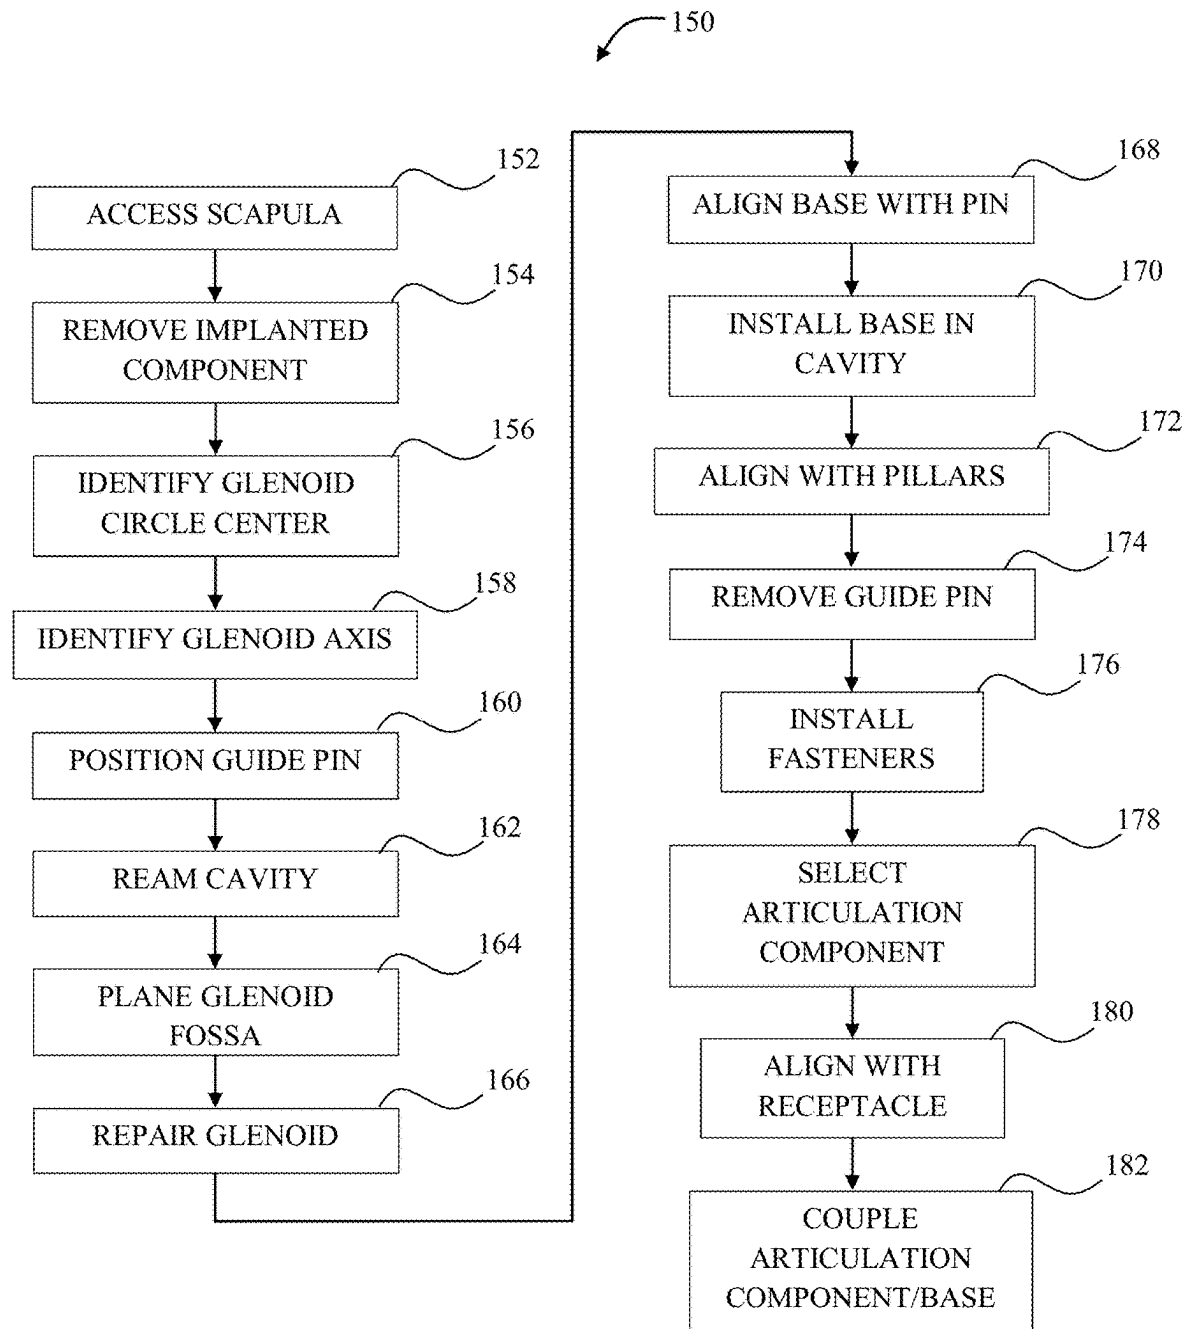 150
152
ACCESS SCAPULA
154
REMOVE IMPLANTED
COMPONENT
156
IDENTIFY GLENOID
CIRCLE CENTER
158
IDENTIFY GLENOID AXIS
160
POSITION GUIDE PIN
162
REAM CAVITY
164
PLANE GLENOID
FOSSA
166
REPAIR GLENOID
168
ALIGN BASE WITH PIN
170
INSTALL BASE IN
CAVITY
172
ALIGN WITH PILLARS
174
REMOVE GUIDE PIN
176
INSTALL
FASTENERS
178
SELECT
ARTICULATION
COMPONENT
180
ALIGN WITH
RECEPTACLE
182
COUPLE
ARTICULATION
COMPONENT/BASE